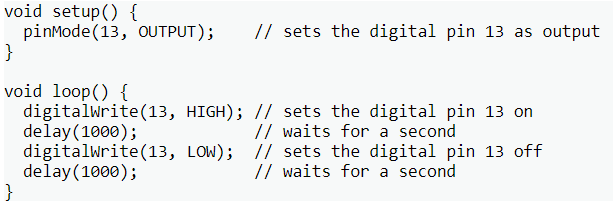 void setup() {
  pinMode(13, OUTPUT);    // sets the digital pin 13 as output
}

void loop() {
  digitalWrite(13, HIGH); // sets the digital pin 13 on
  delay(1000);            // waits for a second
  digitalWrite(13, LOW);  // sets the digital pin 13 off
  delay(1000);            // waits for a second
}